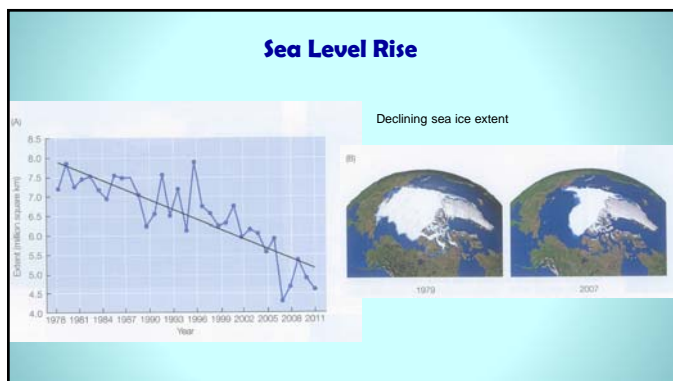 Sea Level Rise
Declining sea ice extent
(A)
8.5
8.0
7.5
7.0
6.5
6.0
5.5
5.0
4.5
4.0
Extent (million square km)
1978 1981 1984 1987 1990 1993 1996 1999 2002 2005 2008 2011
Year
(B)
1979 2007